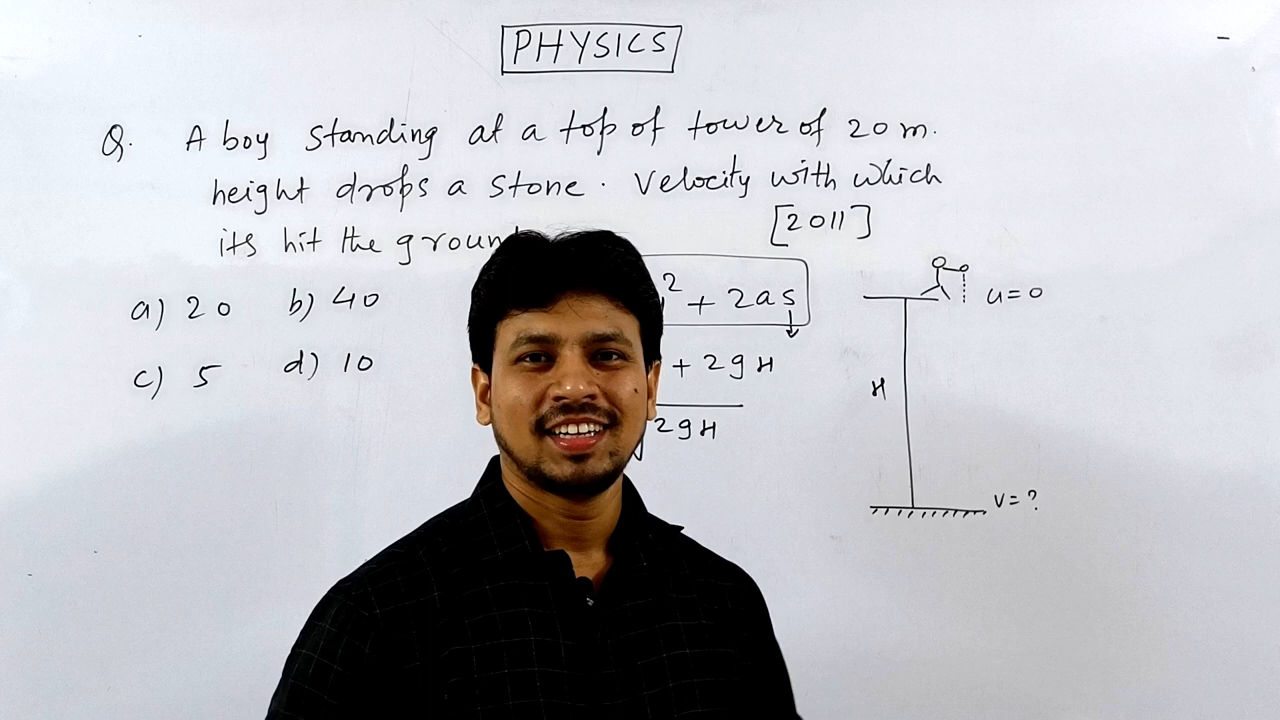 PHYSICS
Q. A boy standing at a top of tower of 20 m.
height drops a stone. Velocity with which
its hit the
[2011]
a) 20 b) 40
c) 5 d) 10
2 + 2as
+ 2gH
2gH
u=0
H
v=?